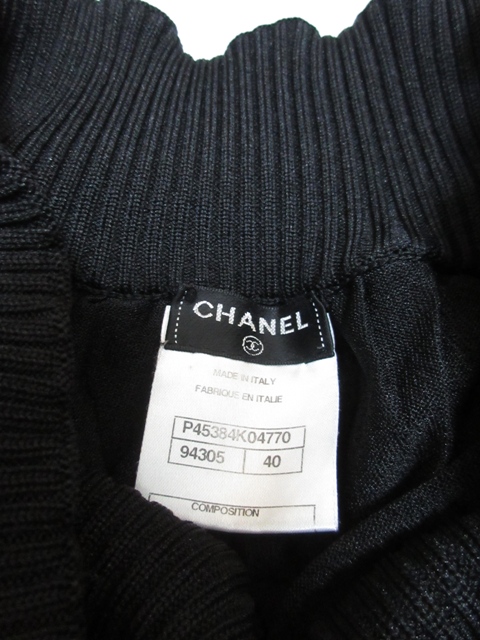 CHANEL
MADE IN ITALY
FABRIQUE EN ITALIE
P45384K04770
94305 40
COMPOSITION